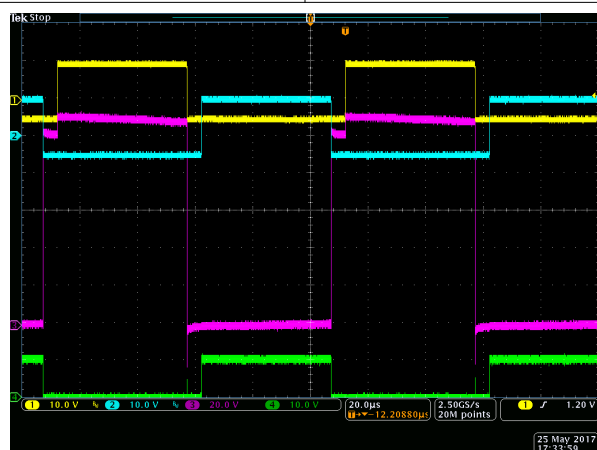 Tek Stop
T
T
1
2
3
4
1 10.0 V 2 10.0 V 3 20.0 V 4 10.0 V
20.0μs
T→▼−12.20880μs
2.50GS/s
20M points
1 ∫ 1.20 V
25 May 2017
17:33:59